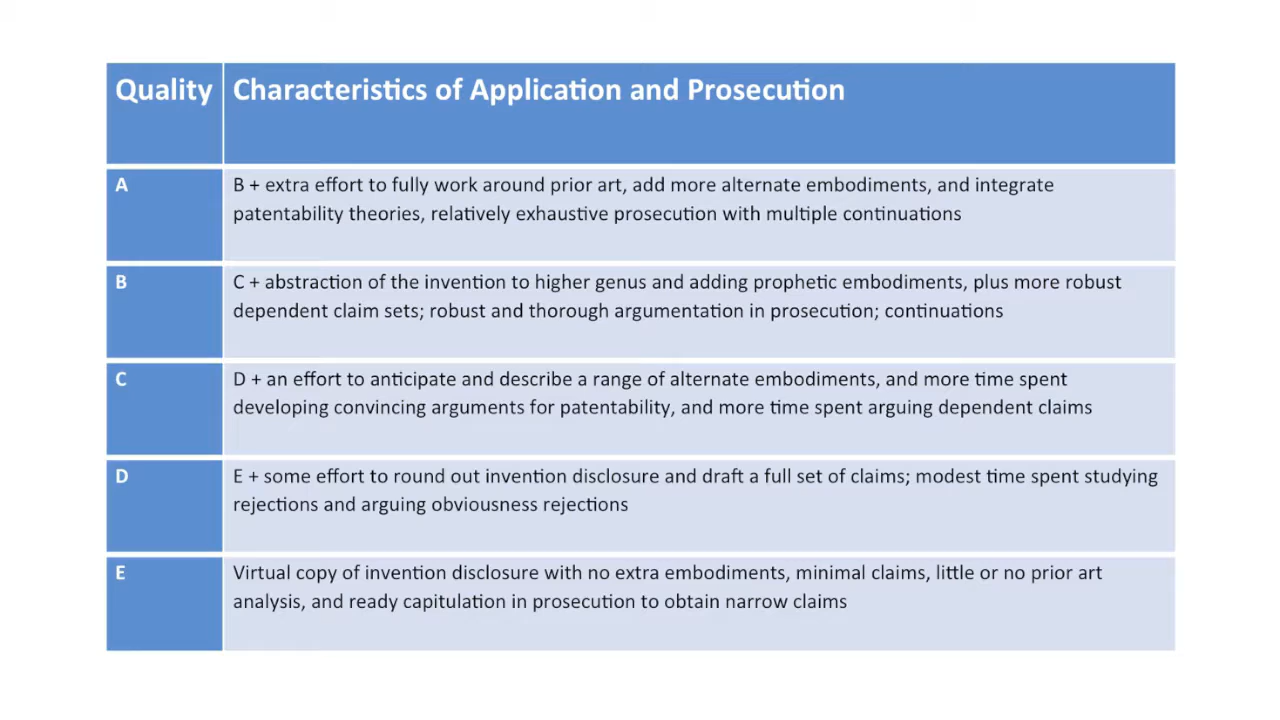 Quality Characteristics of Application and Prosecution
A B + extra effort to fully work around prior art, add more alternate embodiments, and integrate
patentability theories, relatively exhaustive prosecution with multiple continuations
B C + abstraction of the invention to higher genus and adding prophetic embodiments, plus more robust
dependent claim sets; robust and thorough argumentation in prosecution; continuations
C D + an effort to anticipate and describe a range of alternate embodiments, and more time spent
developing convincing arguments for patentability, and more time spent arguing dependent claims
D E + some effort to round out invention disclosure and draft a full set of claims; modest time spent studying
rejections and arguing obviousness rejections
E Virtual copy of invention disclosure with no extra embodiments, minimal claims, little or no prior art
analysis, and ready capitulation in prosecution to obtain narrow claims